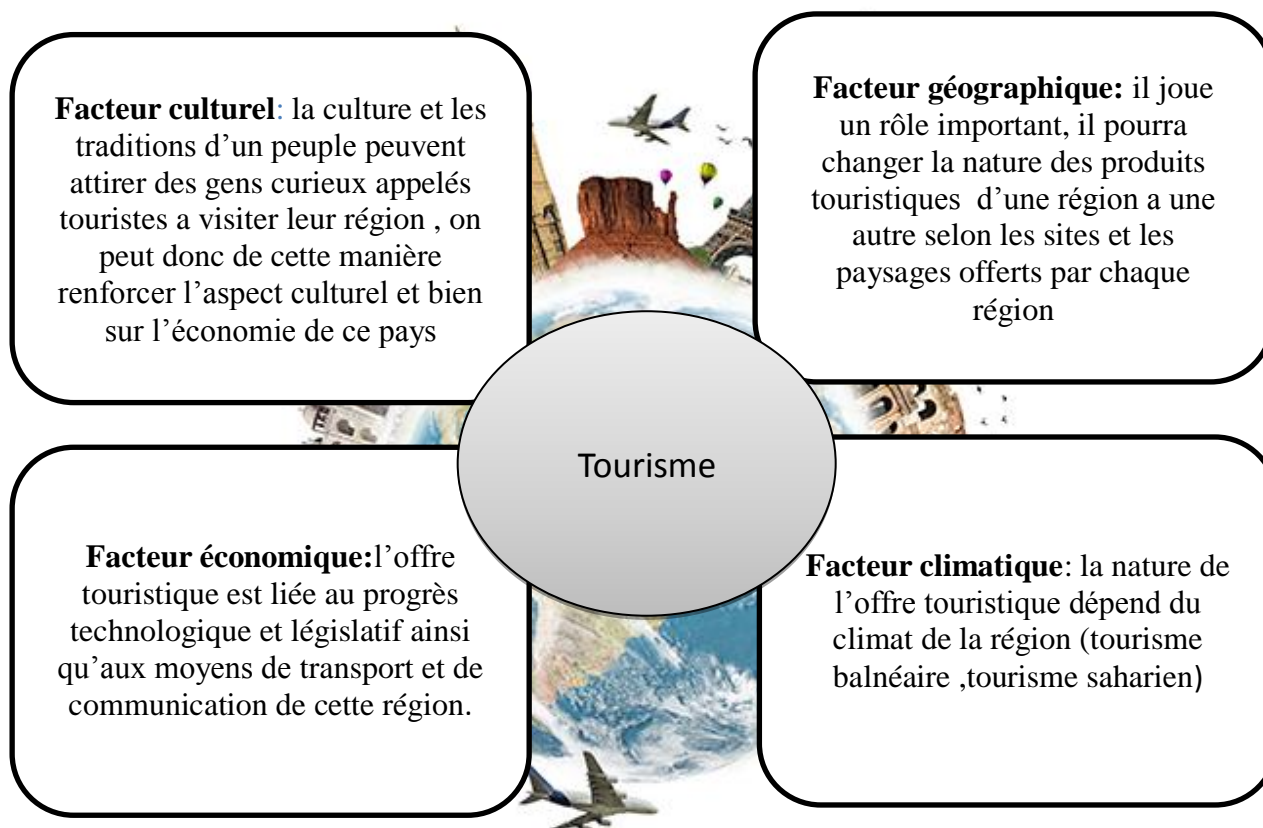 Facteur culturel: la culture et les
traditions d’un peuple peuvent
attirer des gens curieux appelés
touristes a visiter leur région , on
peut donc de cette manière
renforcer l’aspect culturel et bien
sur l’économie de ce pays
Facteur géographique: il joue
un rôle important, il pourra
changer la nature des produits
touristiques d’une région a une
autre selon les sites et les
paysages offerts par chaque
région
Tourisme
Facteur économique:l’offre
touristique est liée au progrès
technologique et législatif ainsi
qu’aux moyens de transport et de
communication de cette région.
Facteur climatique: la nature de
l’offre touristique dépend du
climat de la région (tourisme
balnéaire ,tourisme saharien)